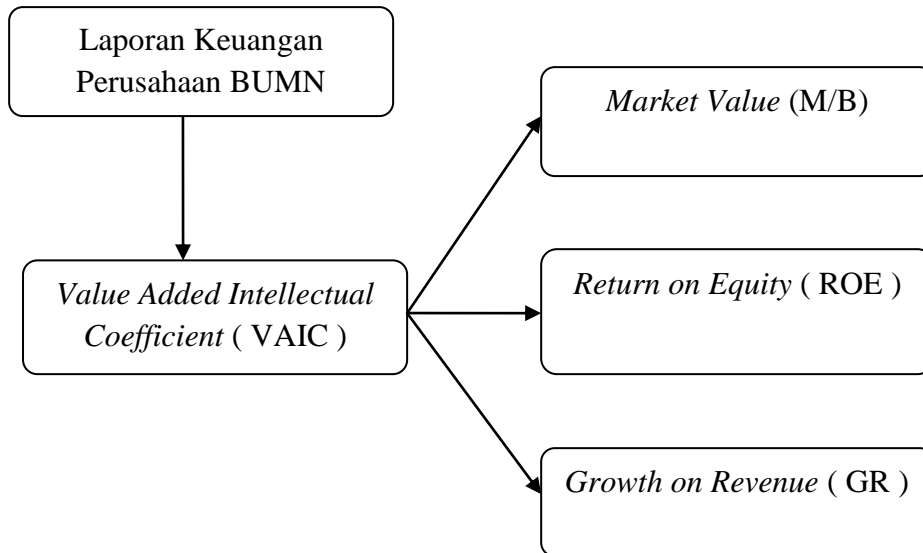 Laporan Keuangan
Perusahaan BUMN
Market Value (M/B)
Value Added Intellectual
Coefficient ( VAIC )
Return on Equity ( ROE )
Growth on Revenue ( GR )